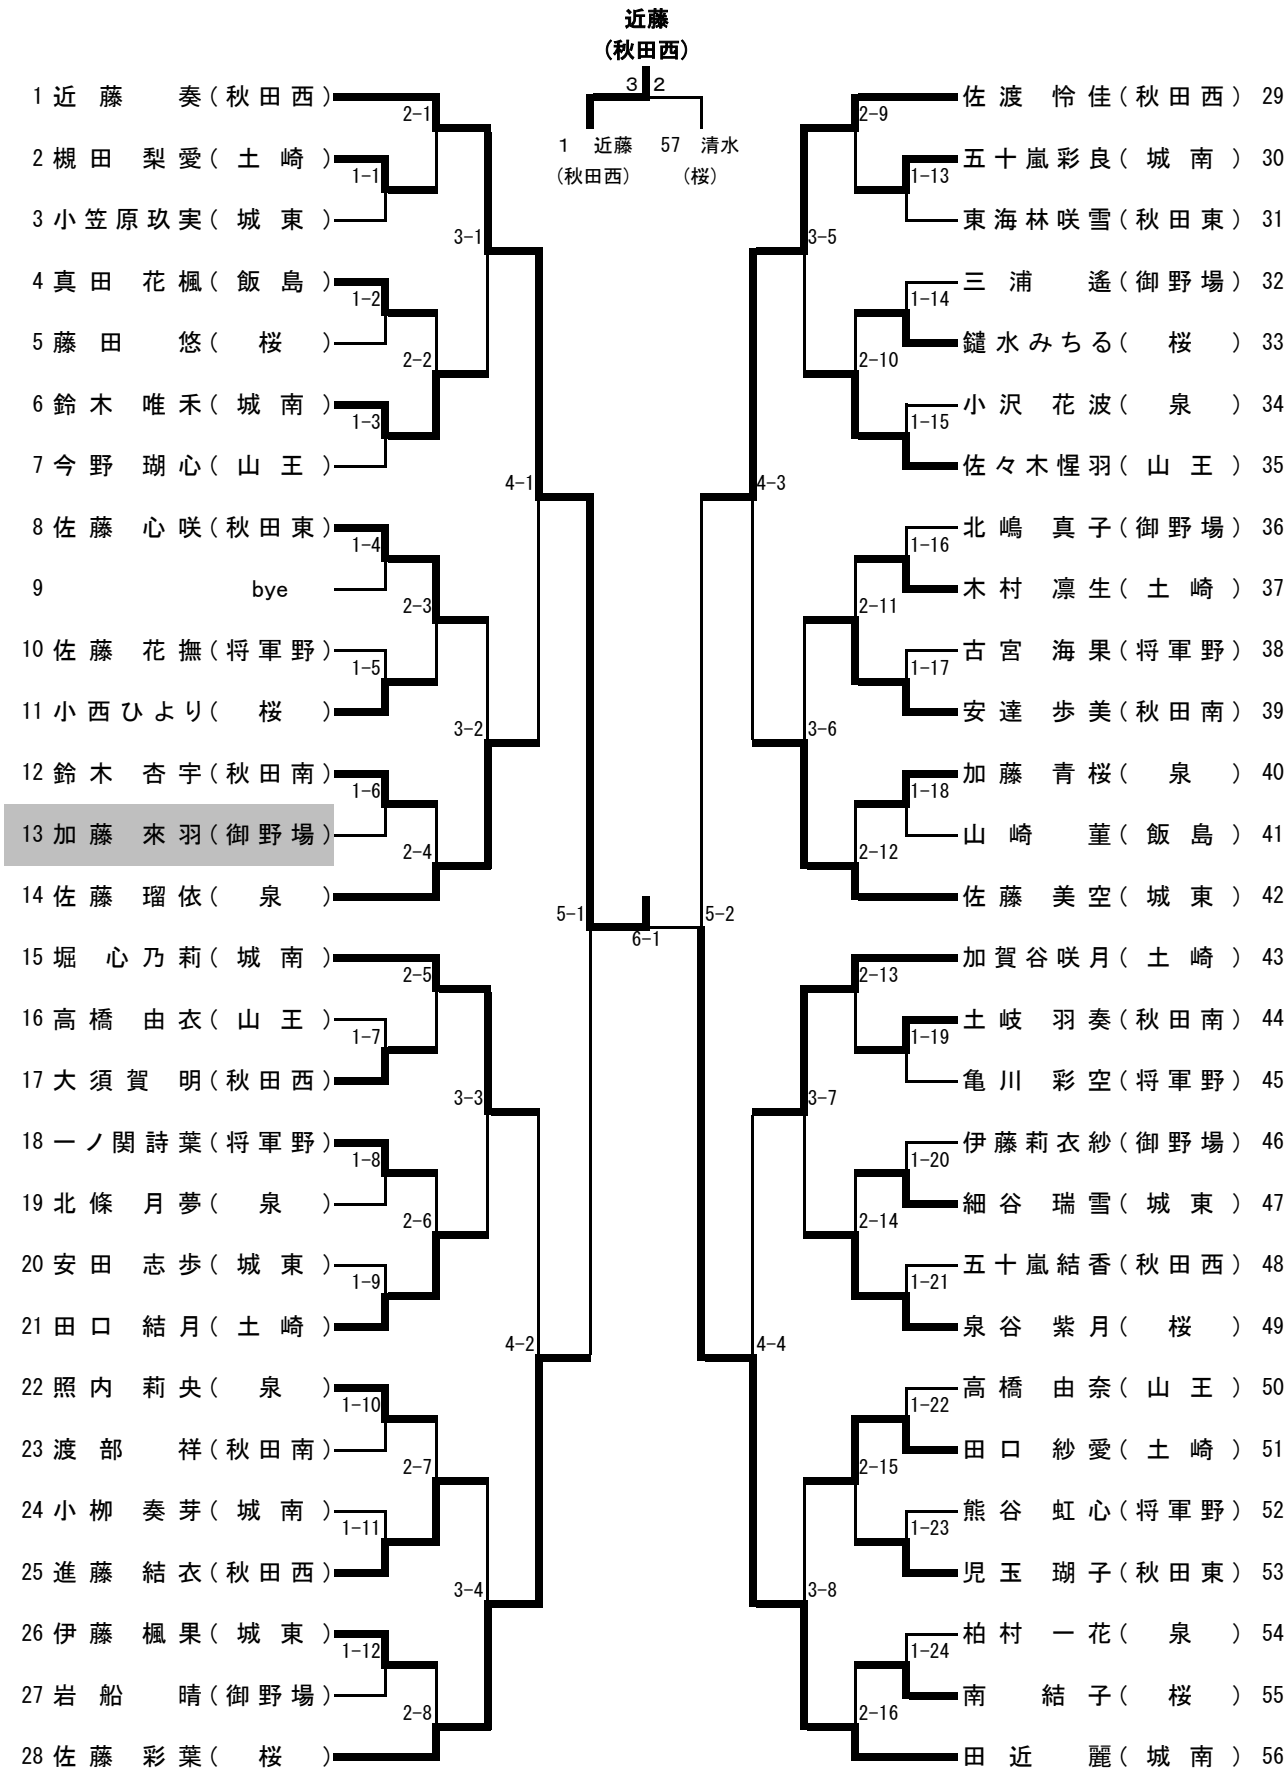 近藤
(秋田西)
3 2
1 近藤 57 清水
(秋田西) (桜)
1 近藤 奏(秋田西)
2-1
2 槻田 梨愛(土崎)
1-1
3 小笠原玖実(城東)
3-1
4 真田 花楓(飯島)
1-2
5 藤田 悠(桜)
2-2
6 鈴木 唯禾(城南)
1-3
7 今野 瑚心(山王)
4-1
8 佐藤 心咲(秋田東)
1-4
9 bye
2-3
10 佐藤 花撫(将軍野)
1-5
11 小西ひより(桜)
3-2
12 鈴木 杏宇(秋田南)
1-6
13 加藤 來羽(御野場)
2-4
14 佐藤 瑠依(泉)
5-1
15 堀 心乃莉(城南)
2-5
16 高橋 由衣(山王)
1-7
17 大須賀 明(秋田西)
3-3
18 一ノ関詩葉(将軍野)
1-8
19 北條 月夢(泉)
2-6
20 安田 志歩(城東)
1-9
21 田口 結月(土崎)
4-2
22 照内 莉央(泉)
1-10
23 渡部 祥(秋田南)
2-7
24 小栁 奏芽(城南)
1-11
25 進藤 結衣(秋田西)
3-4
26 伊藤 楓果(城東)
1-12
27 岩船 晴(御野場)
2-8
28 佐藤 彩葉(桜)
6-1
佐渡 怜佳(秋田西) 29
2-9
五十嵐彩良(城南) 30
1-13
東海林咲雪(秋田東) 31
3-5
三浦 遙(御野場) 32
1-14
鑓水みちる(桜) 33
2-10
小沢 花波(泉) 34
1-15
佐々木惺羽(山王) 35
4-3
北嶋 真子(御野場) 36
1-16
木村 凛生(土崎) 37
2-11
古宮 海果(将軍野) 38
1-17
安達 歩美(秋田南) 39
3-6
加藤 青桜(泉) 40
1-18
山崎 菫(飯島) 41
2-12
佐藤 美空(城東) 42
5-2
加賀谷咲月(土崎) 43
2-13
土岐 羽奏(秋田南) 44
1-19
亀川 彩空(将軍野) 45
3-7
伊藤莉衣紗(御野場) 46
1-20
細谷 瑞雪(城東) 47
2-14
五十嵐結香(秋田西) 48
1-21
泉谷 紫月(桜) 49
4-4
高橋 由奈(山王) 50
1-22
田口 紗愛(土崎) 51
2-15
熊谷 虹心(将軍野) 52
1-23
児玉 瑚子(秋田東) 53
3-8
柏村 一花(泉) 54
1-24
南 結子(桜) 55
2-16
田近 麗(城南) 56